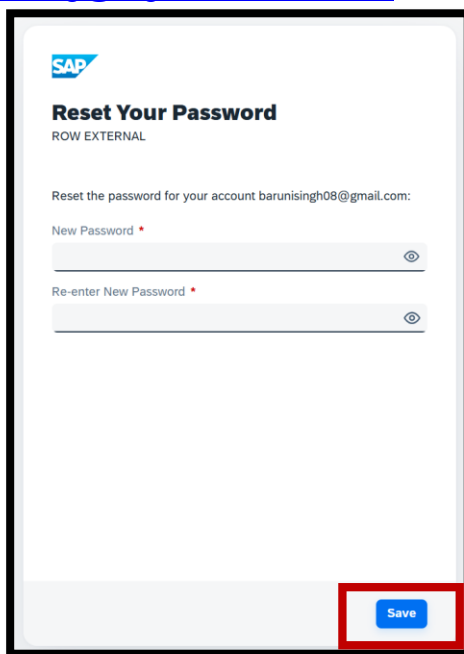 SAP
Reset Your Password
ROW EXTERNAL
Reset the password for your account barunisingh08@gmail.com:
New Password *
Re-enter New Password *
Save